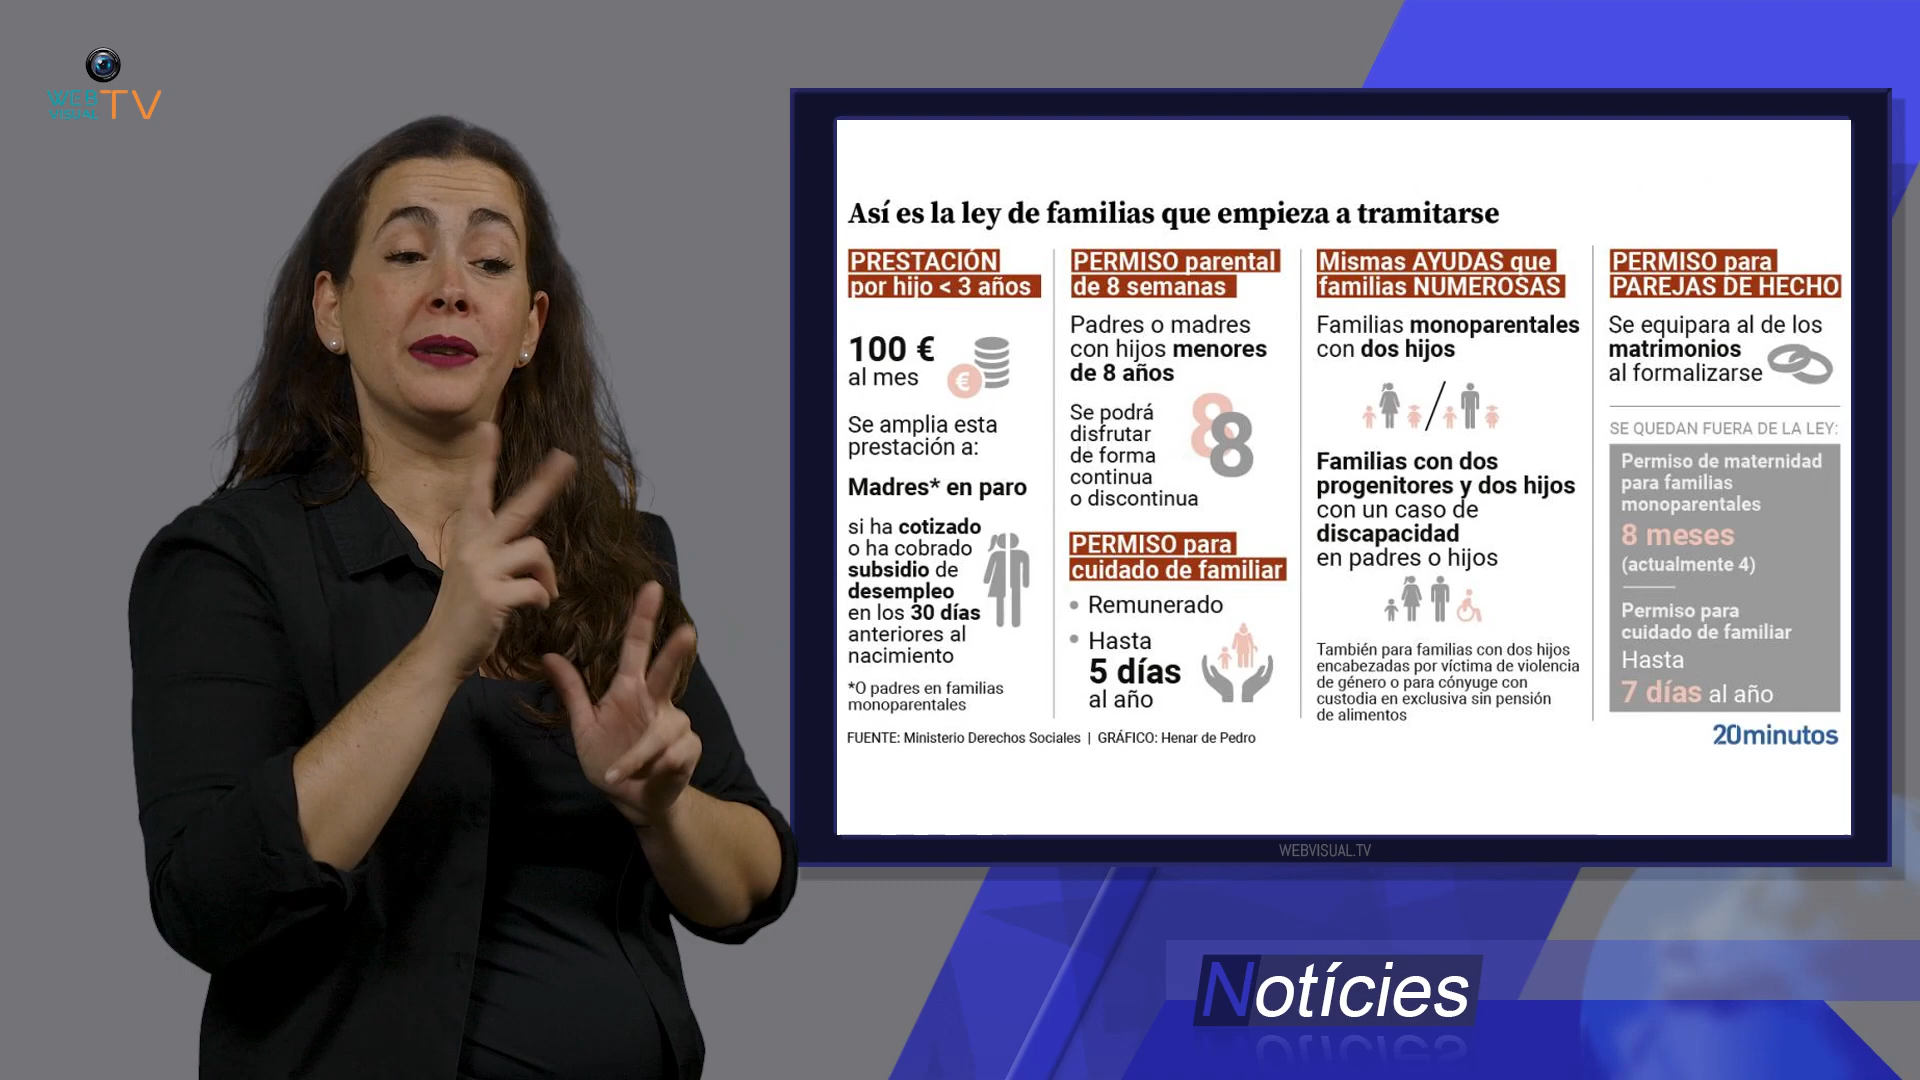 WEB TV
VISUAL
Así es la ley de familias que empieza a tramitarse
PRESTACIÓN
por hijo < 3 años
100 €
al mes
€
Se amplia esta
prestación a:
Madres* en paro
si ha cotizado
o ha cobrado
subsidio de
desempleo
en los 30 días
anteriores al
nacimiento
*O padres en familias
monoparentales
PERMISO parental
de 8 semanas
Padres o madres
con hijos menores
de 8 años
Se podrá
disfrutar
de forma
continua
o discontinua
8
8
PERMISO para
cuidado de familiar
• Remunerado
• Hasta
5 días
al año
Mismas AYUDAS que
familias NUMEROSAS
Familias monoparentales
con dos hijos
Familias con dos
progenitores y dos hijos
con un caso de
discapacidad
en padres o hijos
También para familias con dos hijos
encabezadas por víctima de violencia
de género o para cónyuge con
custodia en exclusiva sin pensión
de alimentos
PERMISO para
PAREJAS DE HECHO
Se equipara al de los
matrimonios
al formalizarse
SE QUEDAN FUERA DE LA LEY:
Permiso de maternidad
para familias
monoparentales
8 meses
(actualmente 4)
Permiso para
cuidado de familiar
Hasta
7 días al año
FUENTE: Ministerio Derechos Sociales | GRÁFICO: Henar de Pedro
20minutos
WEBVISUAL.TV
Notícies